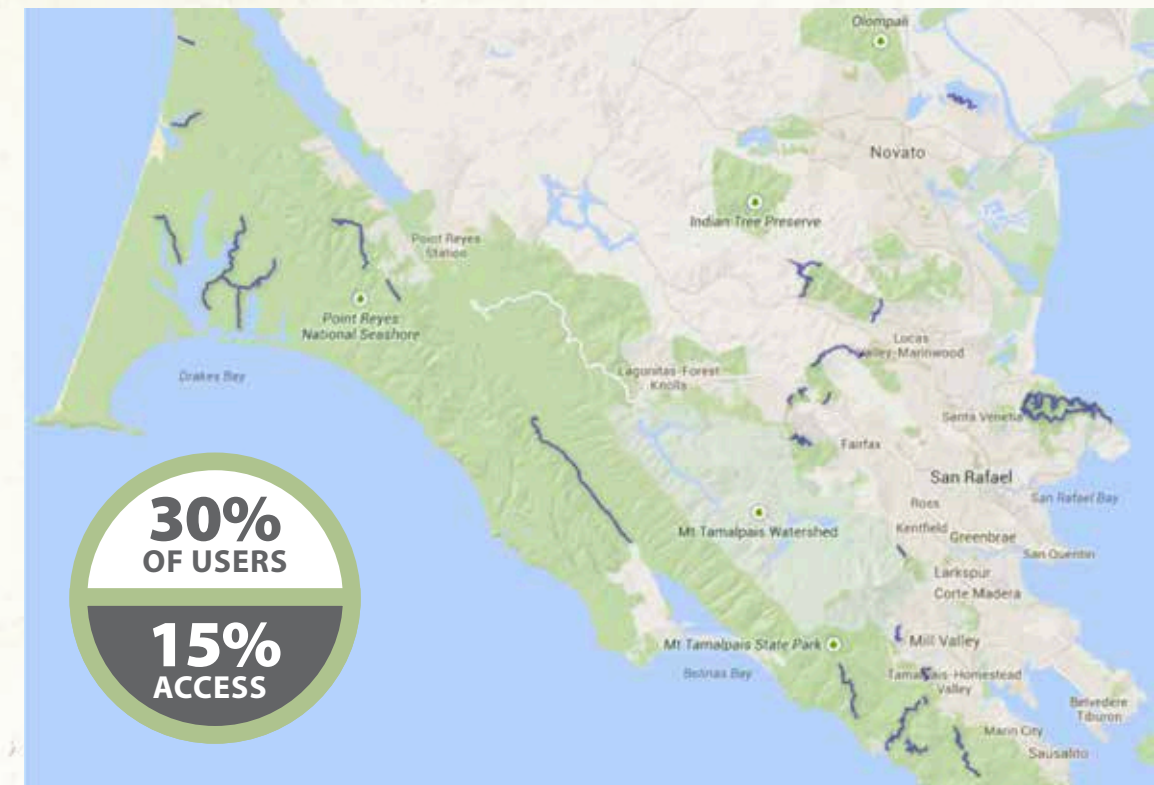 Olompali
Novato
Indian Tree Preserve
Point Reyes
Station
Point Reyes
National Seashore
Lucas
Valley-Marinwood
Lagunitas-Forest
Knolls
Drakes Bay
Santa Venetia
Fairfax
San Rafael
San Rafael Bay
Ross
30%
OF USERS
Mt Tamalpais Watershed
Kentfield
Greenbrae
San Quentin
Larkspur
Corte Madera
15%
ACCESS
Mt Tamalpais State Park
Mill Valley
Bolinas Bay
Tamalpais-Homestead
Valley
Belvedere
Tiburon
Marin City
Sausalito